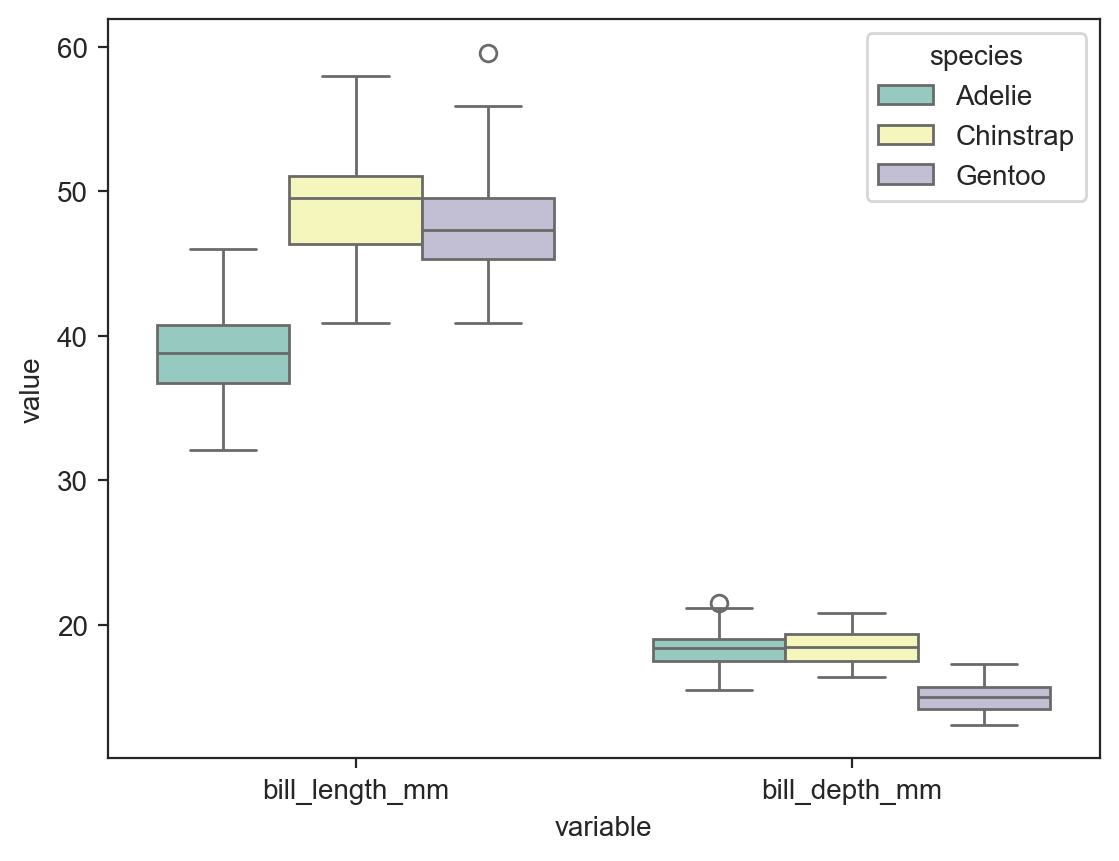 60
50
40
30
20
value
bill_length_mm
bill_depth_mm
variable
species
Adelie
Chinstrap
Gentoo